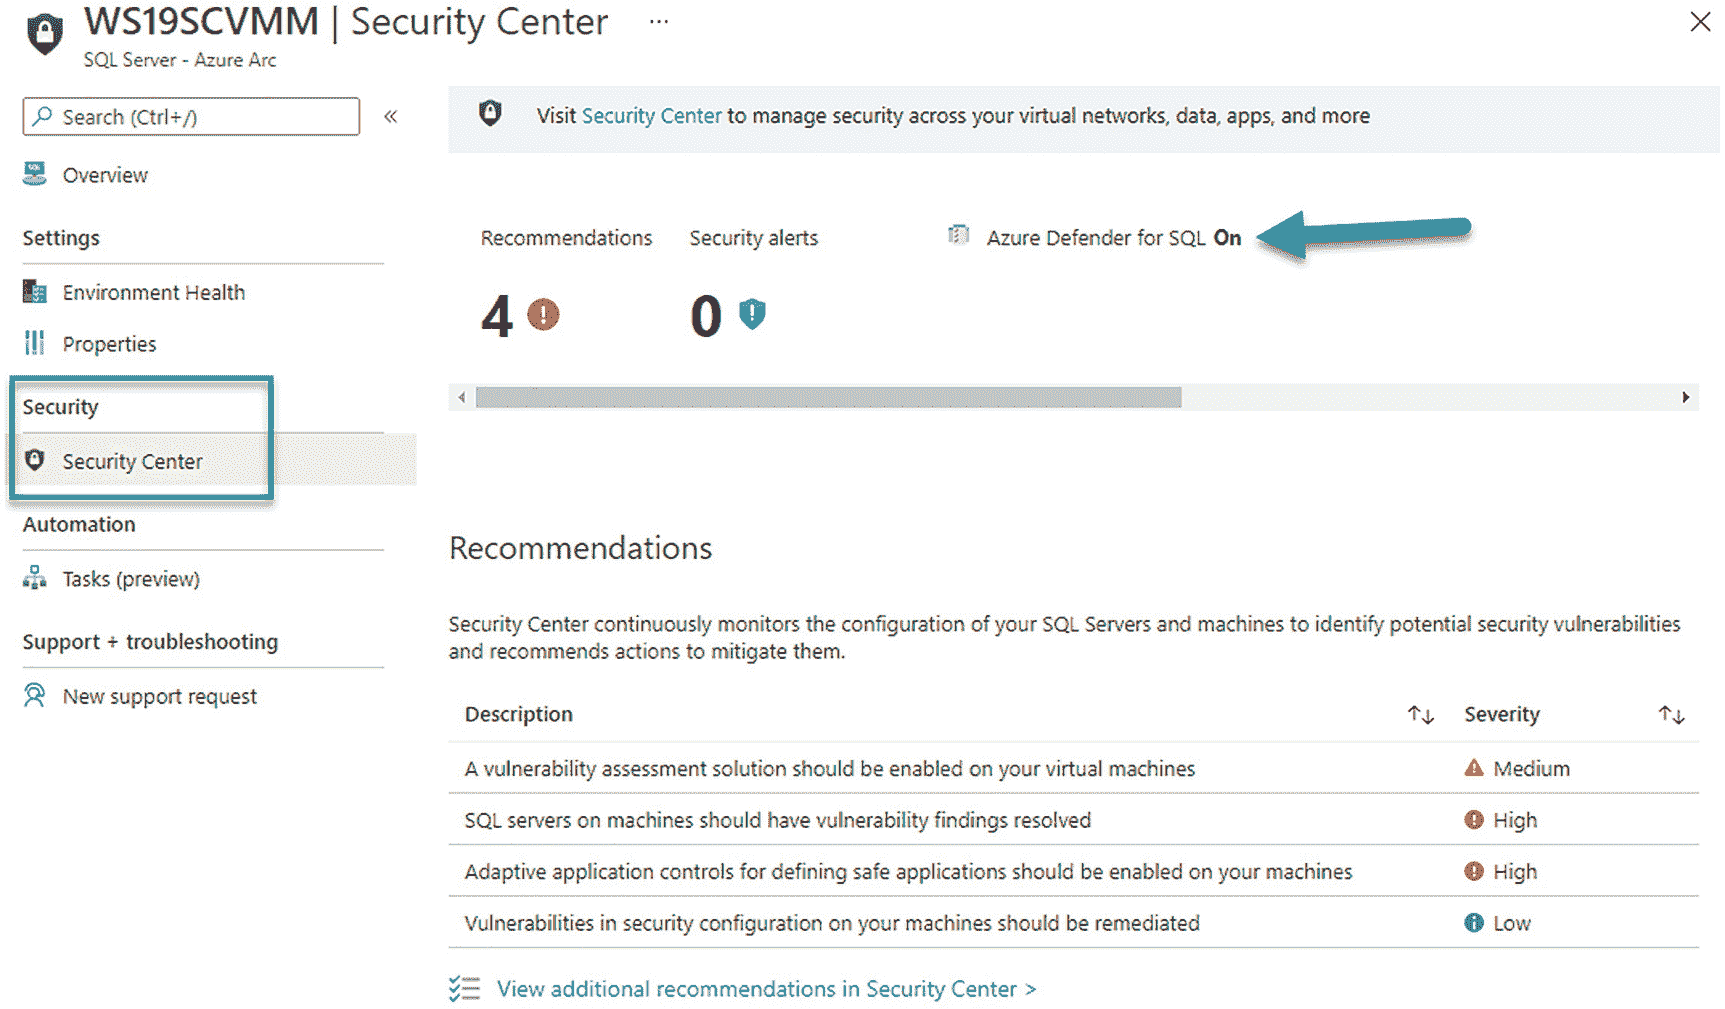 WS19SCVMM | Security Center ...
SQL Server - Azure Arc
Search (Ctrl+/) «
Overview
Settings
Environment Health
Properties
Security
Security Center
Automation
Tasks (preview)
Support + troubleshooting
New support request
Visit Security Center to manage security across your virtual networks, data, apps, and more
Recommendations Security alerts Azure Defender for SQL On
4 0
Recommendations
Security Center continuously monitors the configuration of your SQL Servers and machines to identify potential security vulnerabilities
and recommends actions to mitigate them.
Description ↑↓ Severity ↑↓
A vulnerability assessment solution should be enabled on your virtual machines Medium
SQL servers on machines should have vulnerability findings resolved High
Adaptive application controls for defining safe applications should be enabled on your machines High
Vulnerabilities in security configuration on your machines should be remediated Low
View additional recommendations in Security Center >